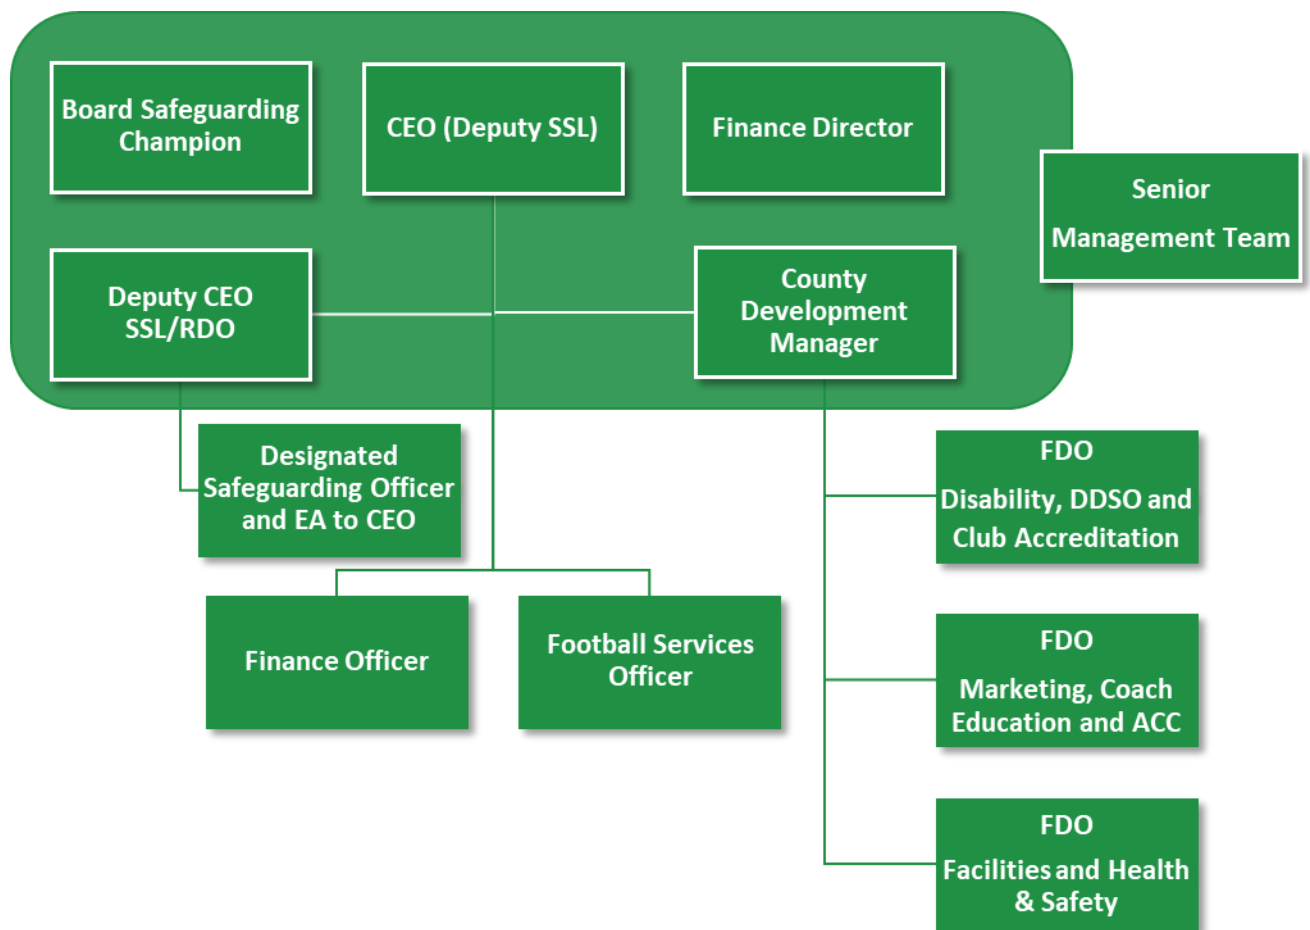 Board Safeguarding
Champion
CEO (Deputy SSL)
Finance Director
Senior
Management Team
Deputy CEO
SSL/RDO
County
Development
Manager
Designated
Safeguarding Officer
and EA to CEO
FDO
Disability, DDSO and
Club Accreditation
Finance Officer
Football Services
Officer
FDO
Marketing, Coach
Education and ACC
FDO
Facilities and Health
& Safety